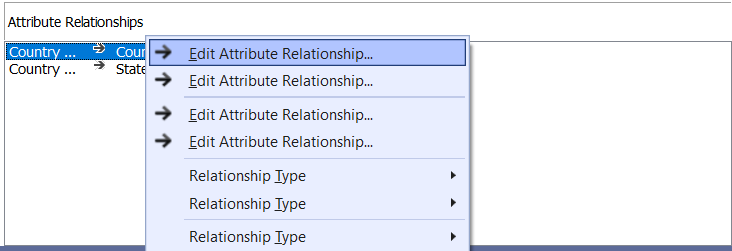 Attribute Relationships
Country ... Cour
Country ... State
Edit Attribute Relationship...
Edit Attribute Relationship...
Edit Attribute Relationship...
Edit Attribute Relationship...
Relationship Type
Relationship Type
Relationship Type